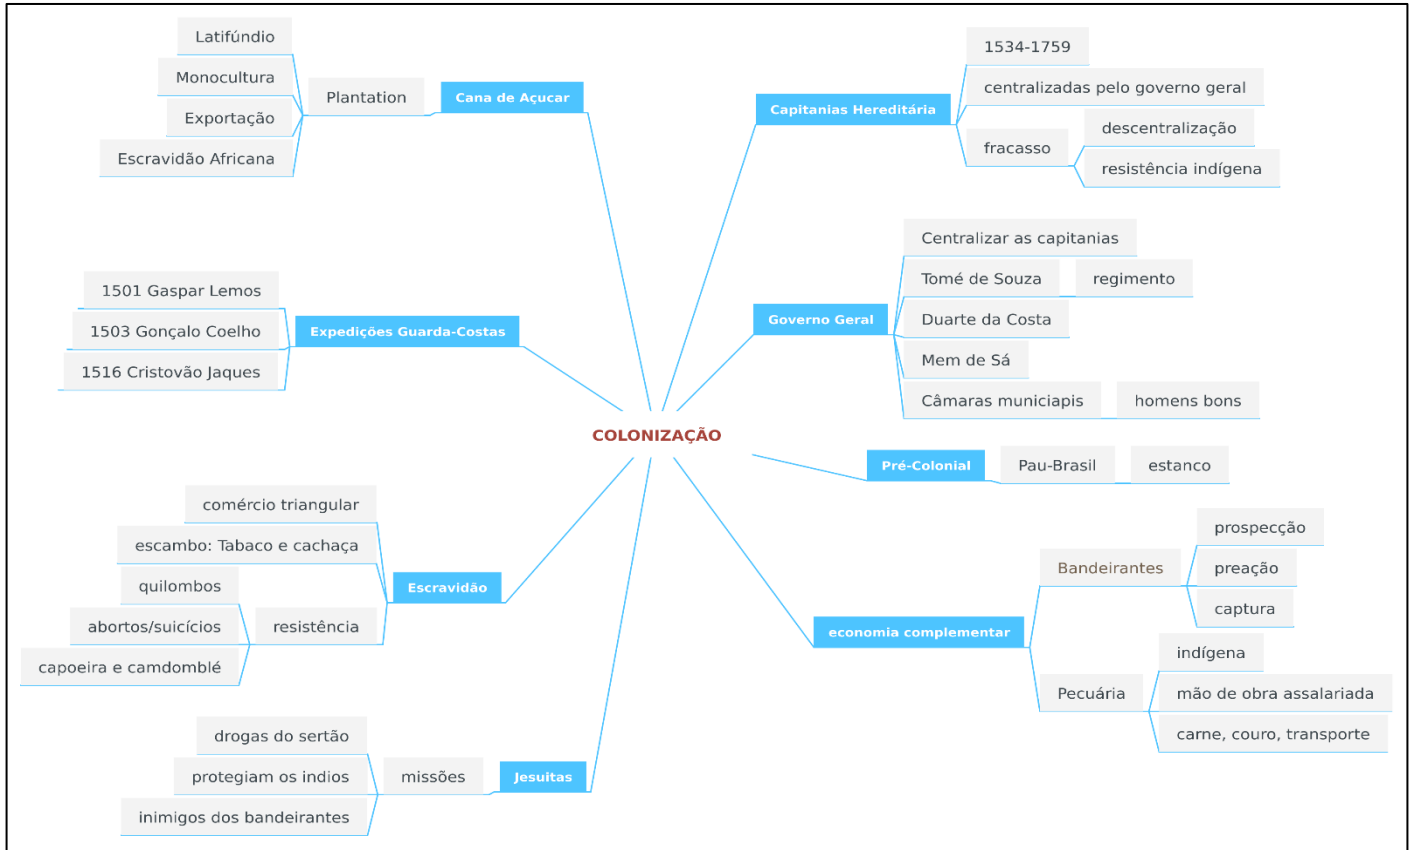 Latifúndio
Monocultura
Exportação
Escravidão Africana
Plantation
Cana de Açucar
1501 Gaspar Lemos
1503 Gonçalo Coelho
1516 Cristovão Jaques
Expedições Guarda-Costas
comércio triangular
escambo: Tabaco e cachaça
quilombos
abortos/suicícios
capoeira e camdomblé
resistência
Escravidão
drogas do sertão
protegiam os indios
inimigos dos bandeirantes
missões
Jesuitas
COLONIZAÇÃO
Capitanias Hereditária
1534-1759
centralizadas pelo governo geral
fracasso
descentralização
resistência indígena
Governo Geral
Centralizar as capitanias
Tomé de Souza
regimento
Duarte da Costa
Mem de Sá
Câmaras municiapis
homens bons
Pré-Colonial
Pau-Brasil
estanco
economia complementar
Bandeirantes
prospecção
preação
captura
Pecuária
indígena
mão de obra assalariada
carne, couro, transporte